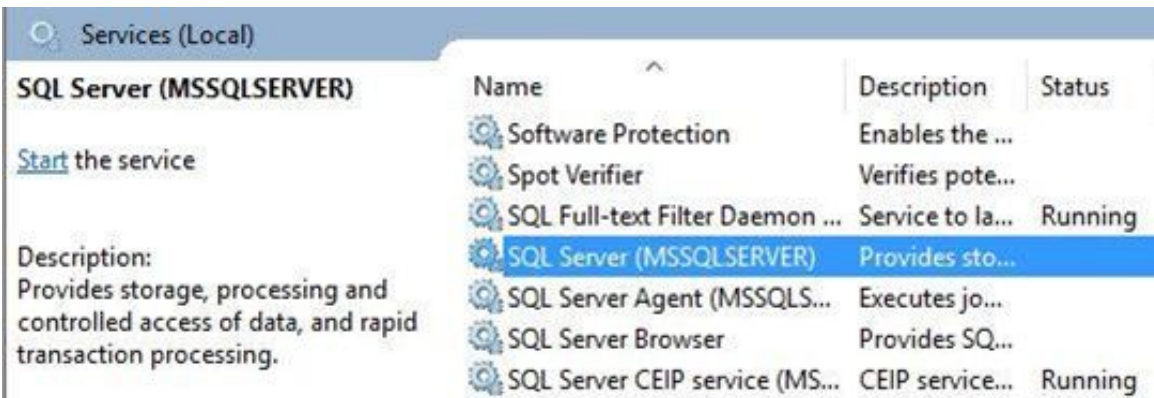 Services (Local)
SQL Server (MSSQLSERVER)
Start the service
Description:
Provides storage, processing and
controlled access of data, and rapid
transaction processing.
Name Description Status
Software Protection Enables the ...
Spot Verifier Verifies pote...
SQL Full-text Filter Daemon ... Service to la... Running
SQL Server (MSSQLSERVER) Provides sto...
SQL Server Agent (MSSQLS... Executes jo...
SQL Server Browser Provides SQ...
SQL Server CEIP service (MS... CEIP service... Running